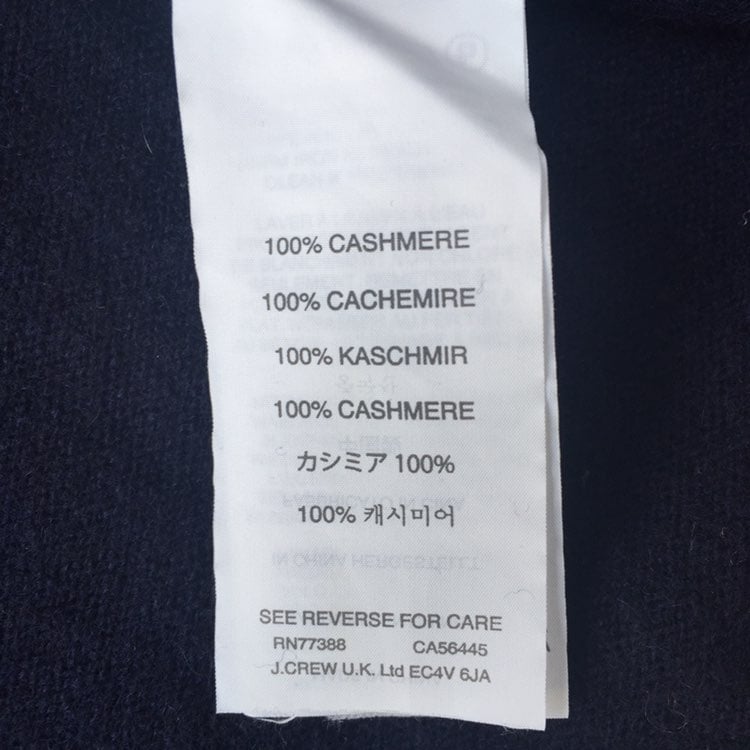 100% CASHMERE
100% CACHEMIRE
100% KASCHMIR
100% CASHMERE
カシミア 100%
100% 캐시미어
SEE REVERSE FOR CARE
RN77388 CA56445
J.CREW U.K. Ltd EC4V 6JA